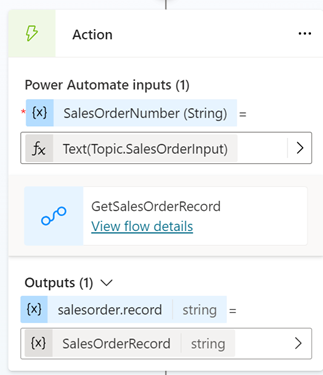 Action
Power Automate inputs (1)
* {x} SalesOrderNumber (String) =
fx Text(Topic.SalesOrderInput)
GetSalesOrderRecord
View flow details
Outputs (1)
{x} salesorder.record string =
{x} SalesOrderRecord string